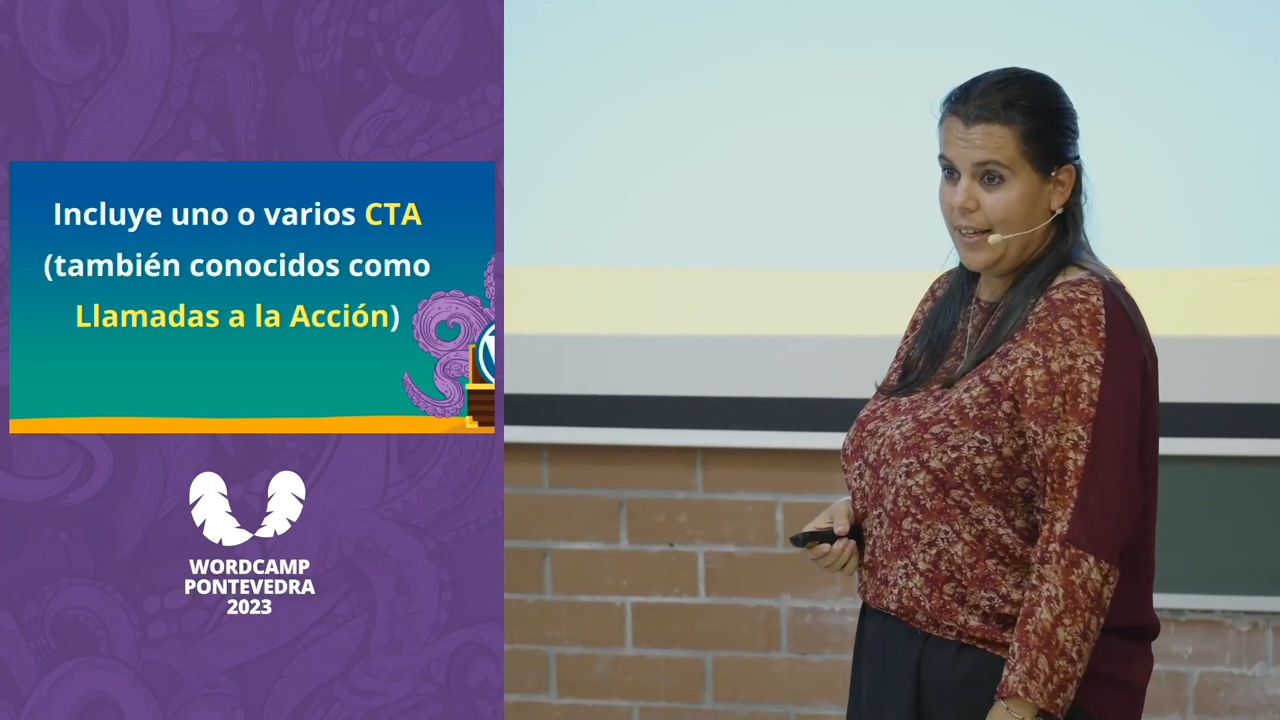 Incluye uno o varios CTA
(también conocidos como
Llamadas a la Acción)
WORDCAMP
PONTEVEDRA
2023